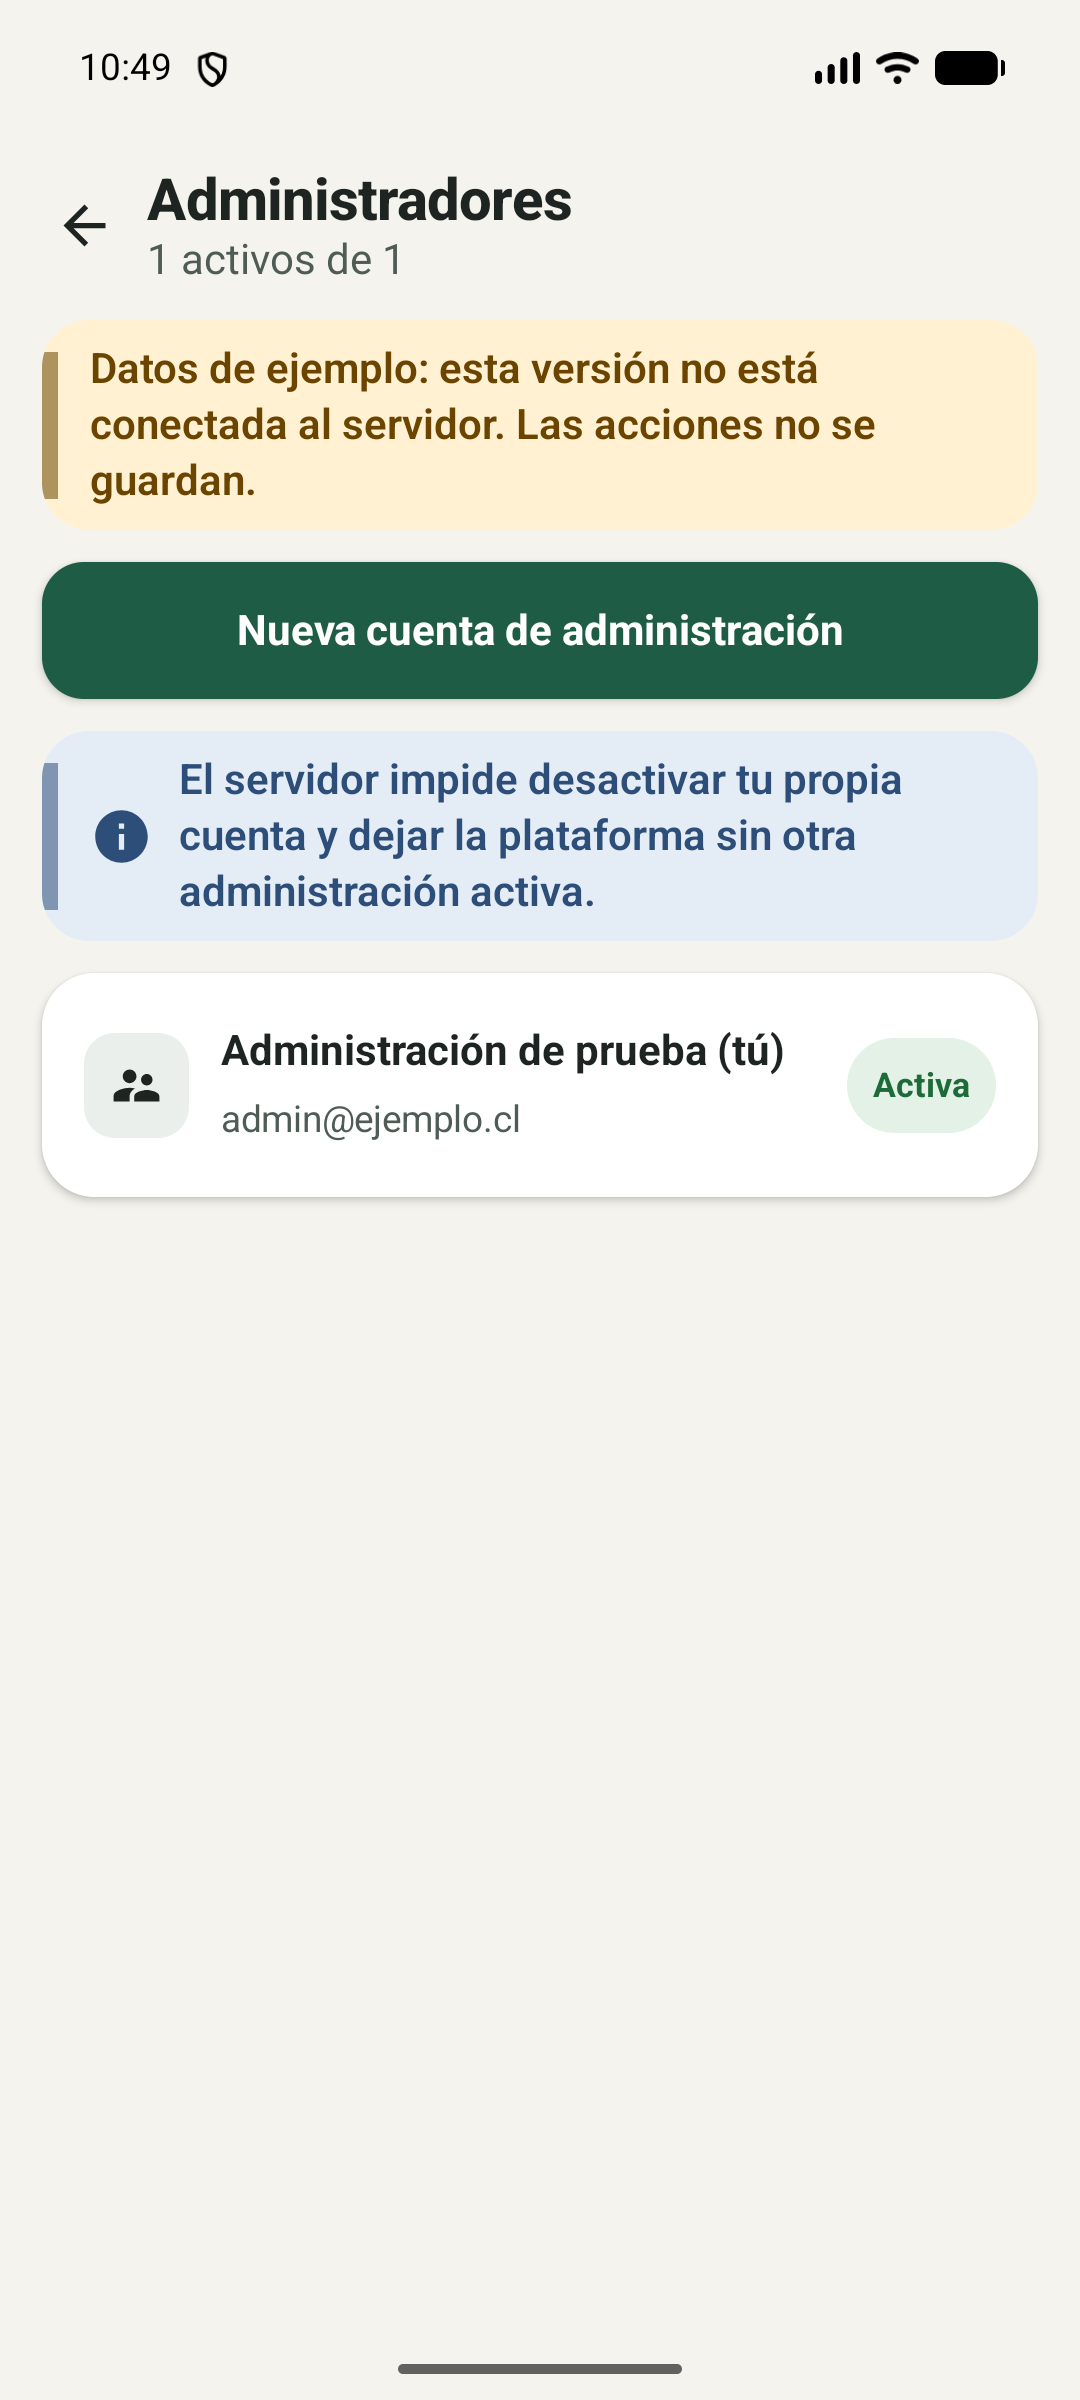 10:49
Administradores
1 activos de 1
Datos de ejemplo: esta versión no está
conectada al servidor. Las acciones no se
guardan.
Nueva cuenta de administración
El servidor impide desactivar tu propia
cuenta y dejar la plataforma sin otra
administración activa.
Administración de prueba (tú)
admin@ejemplo.cl
Activa